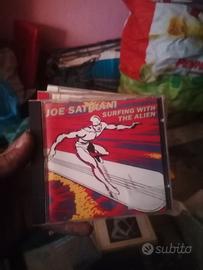 JOE SATRIANI
SURFING WITH
THE ALIEN
subito